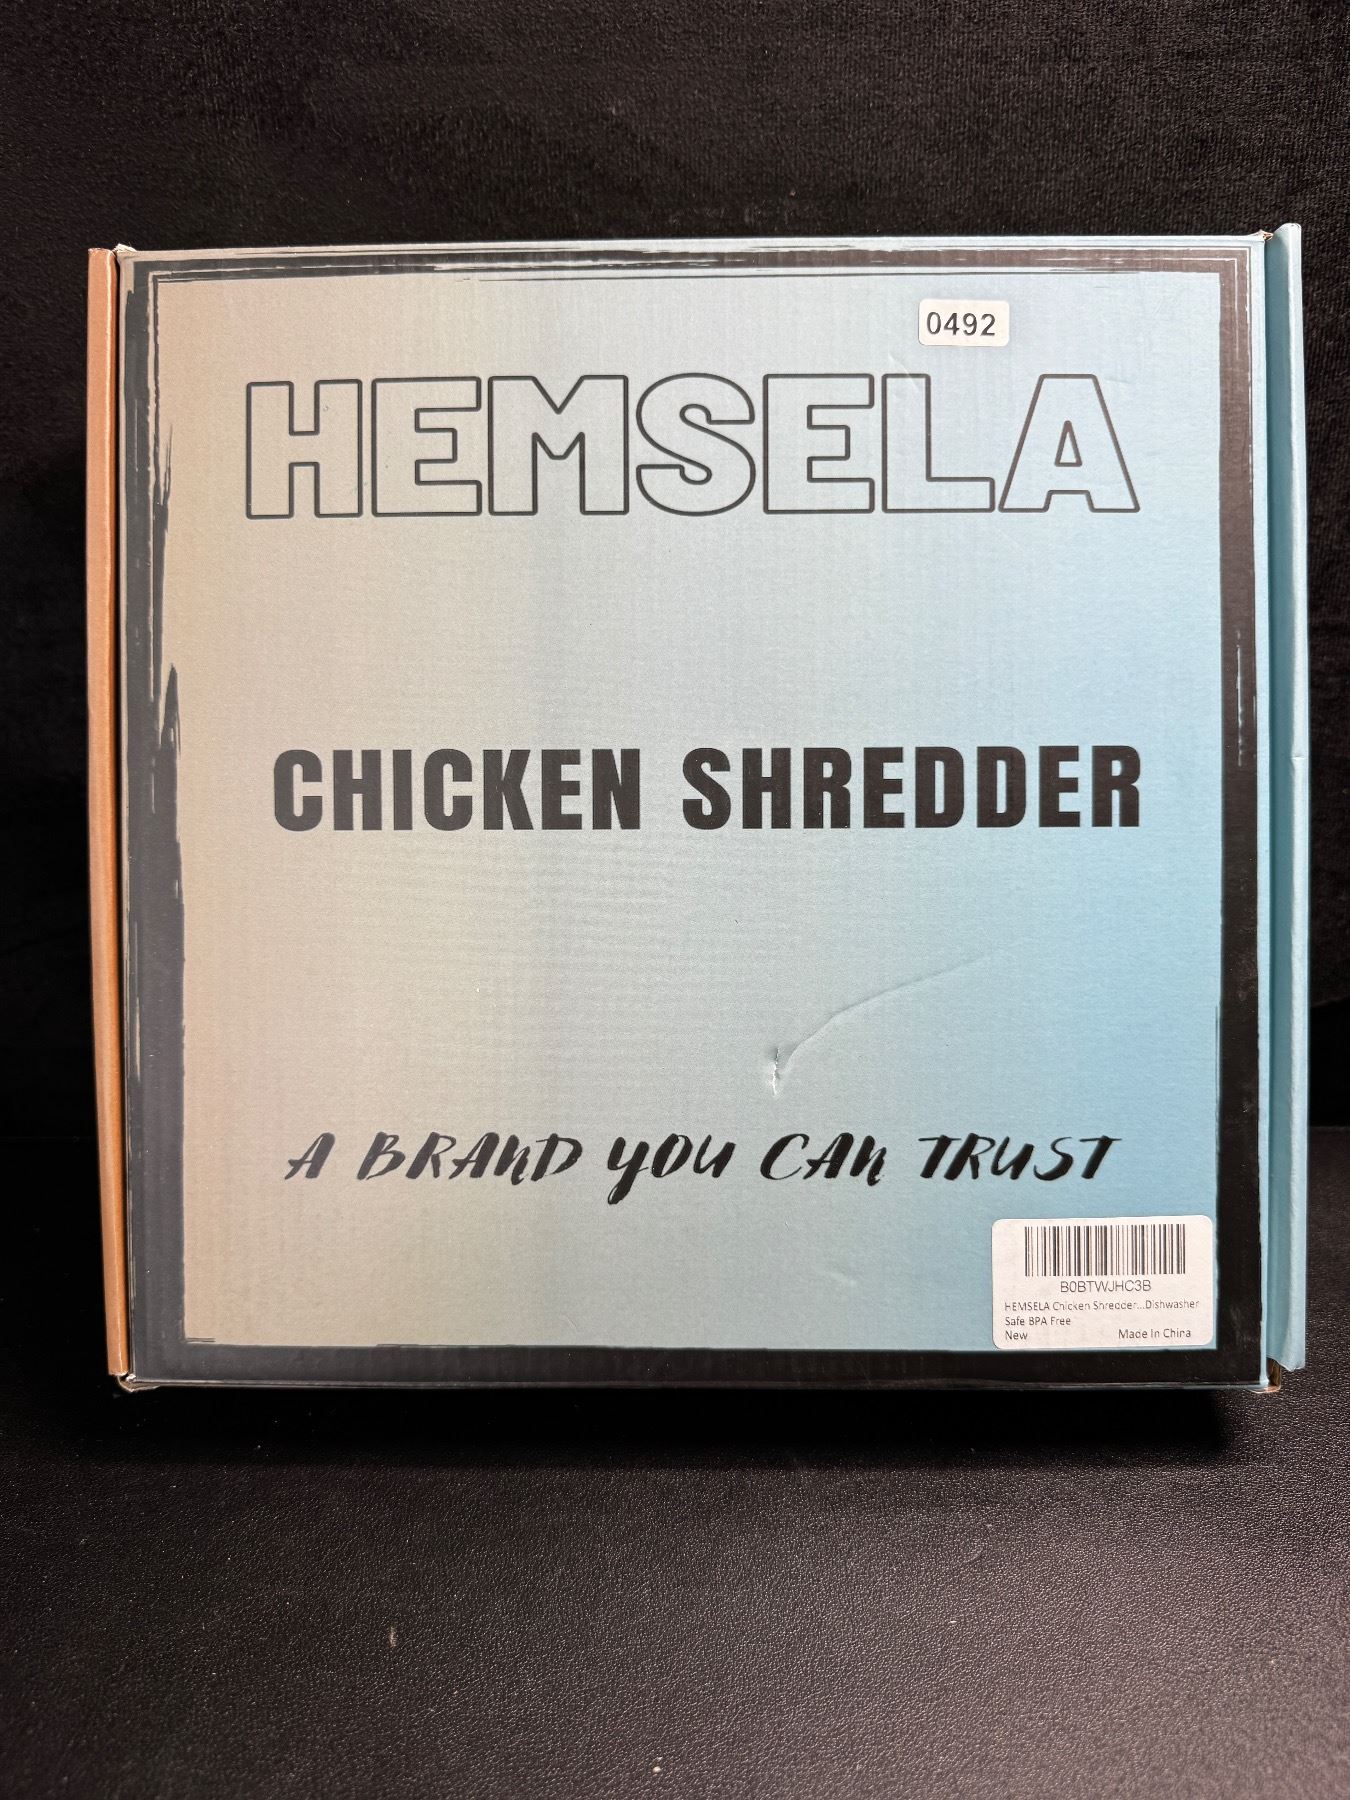 0492
HEMSELA
CHICKEN SHREDDER
A BRAND YOU CAN TRUST
B0BTWJHC3B
HEMSELA Chicken Shredder...Dishwasher
Safe BPA Free
New Made In China